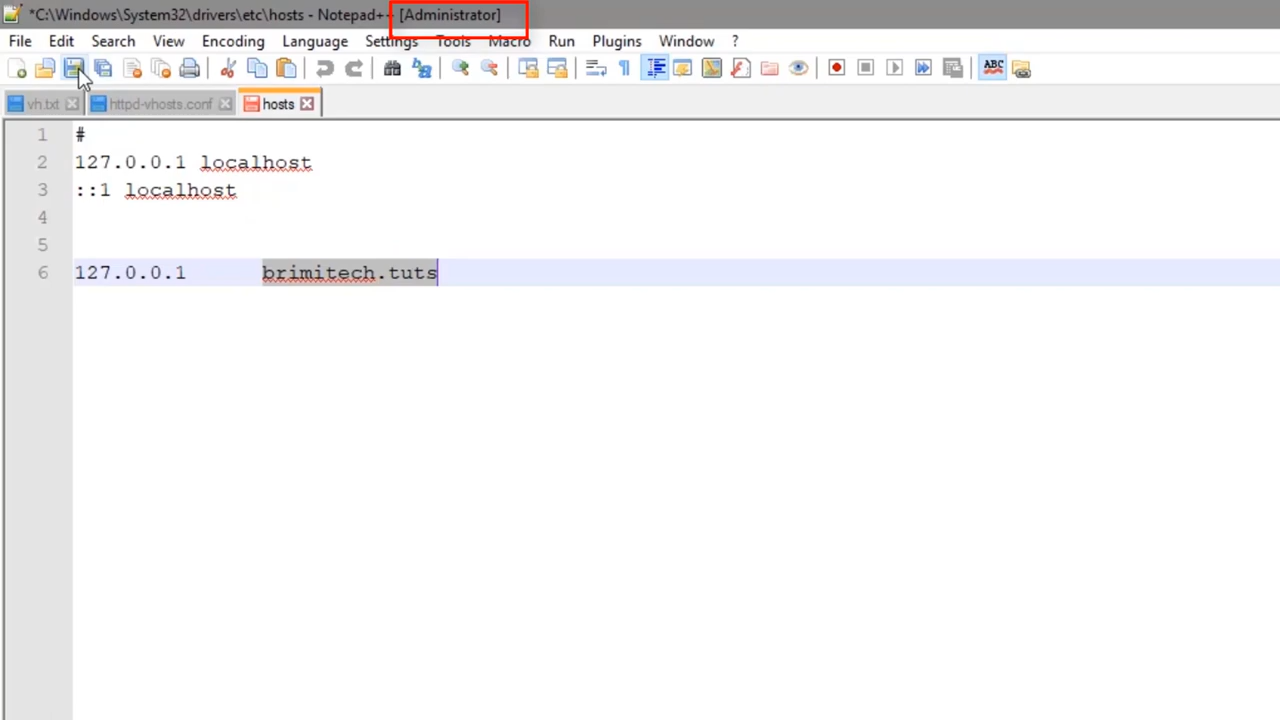 *C:\Windows\System32\drivers\etc\hosts - Notepad++ [Administrator]
File Edit Search View Encoding Language Settings Tools Macro Run Plugins Window ?
ABC
vh.txt httpd-vhosts.conf hosts
1 #
2 127.0.0.1 localhost
3 ::1 localhost
4
5
6 127.0.0.1 brimitech.tuts